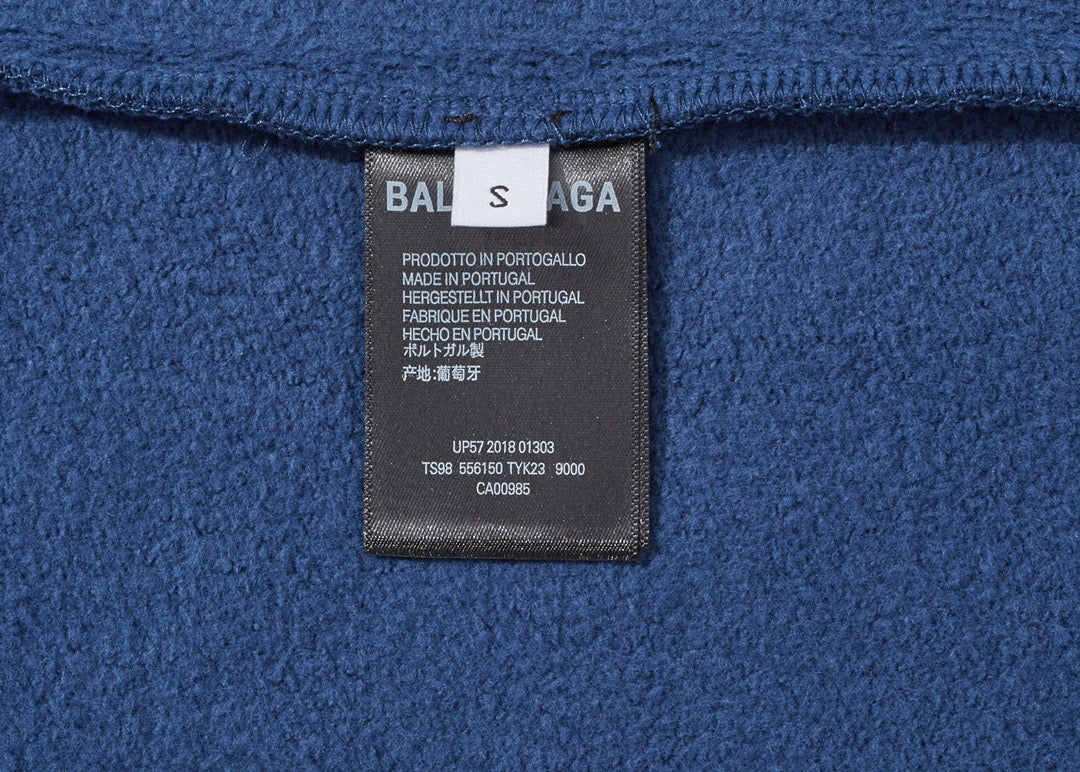 BAL AGA
S
PRODOTTO IN PORTOGALLO
MADE IN PORTUGAL
HERGESTELLT IN PORTUGAL
FABRIQUE EN PORTUGAL
HECHO EN PORTUGAL
ポルトガル製
产地:葡萄牙
UP57 2018 01303
TS98 556150 TYK23 9000
CA00985